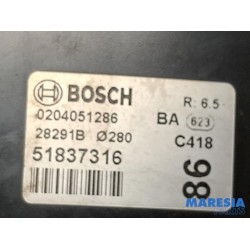 BOSCH
R: 6.5
0204051286
BA 623
28291B Ø280
C418
51837316
86
MARESIA